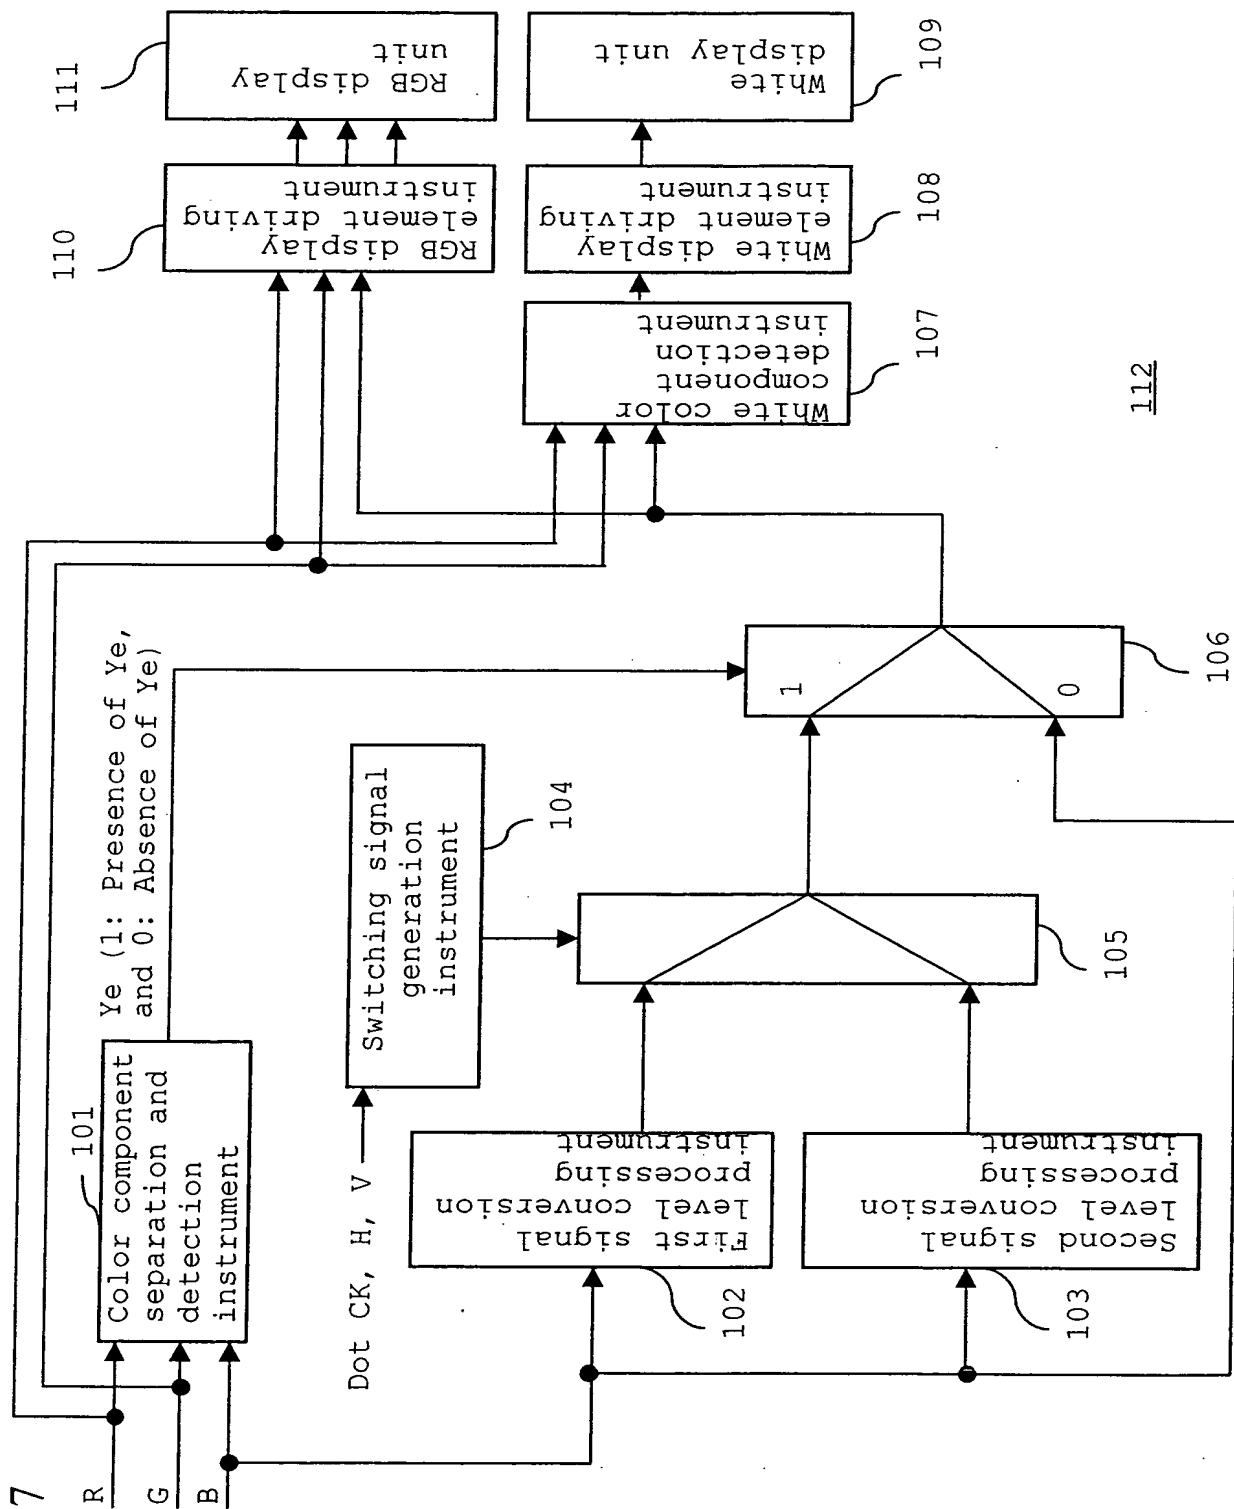 7
R
G
B
101
Color component
separation and
detection
instrument
Ye (1: Presence of Ye,
and 0: Absence of Ye)
Dot CK, H, V
Switching signal
generation
instrument
104
First signal
level conversion
processing
instrument
102
Second signal
level conversion
processing
instrument
103
105
1
0
106
White color
component
detection
instrument
107
White display
element driving
instrument
108
White
display unit
109
RGB display
element driving
instrument
110
RGB display
unit
111
112